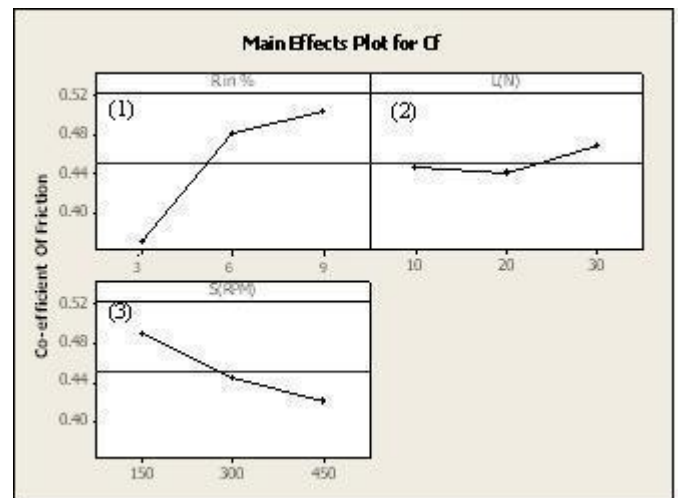 Main Effects Plot for Cf
R in % L(N)
0.52
(1) (2)
0.48
0.44
0.40
3 6 9 10 20 30
S(RPM)
0.52
(3)
0.48
0.44
0.40
150 300 450
Co-efficient Of Friction